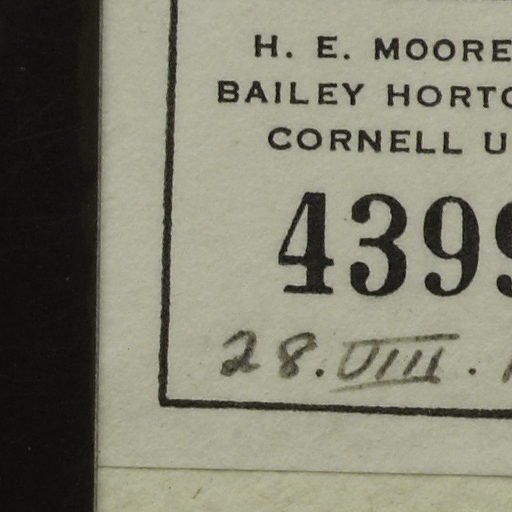 H. E. MOORE
BAILEY HORTO
CORNELL U
4399
28. VIII.